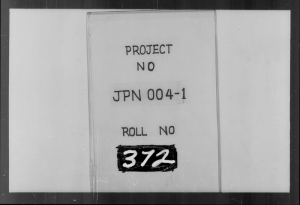 PROJECT
NO
JPN 004-1
ROLL NO
372